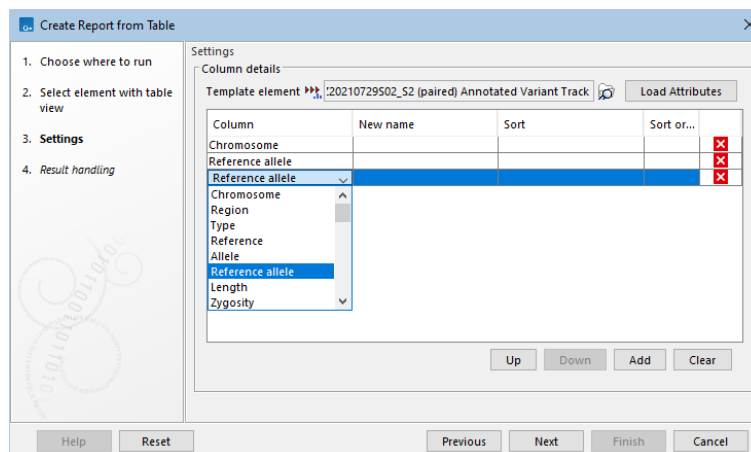 Create Report from Table
1. Choose where to run
2. Select element with table
view
3. Settings
4. Result handling
Settings
Column details
Template element :20210729S02_S2 (paired) Annotated Variant Track Load Attributes
Column New name Sort Sort or...
Chromosome
Reference allele
Reference allele
Chromosome
Region
Type
Reference
Allele
Reference allele
Length
Zygosity
Up Down Add Clear
Help Reset Previous Next Finish Cancel